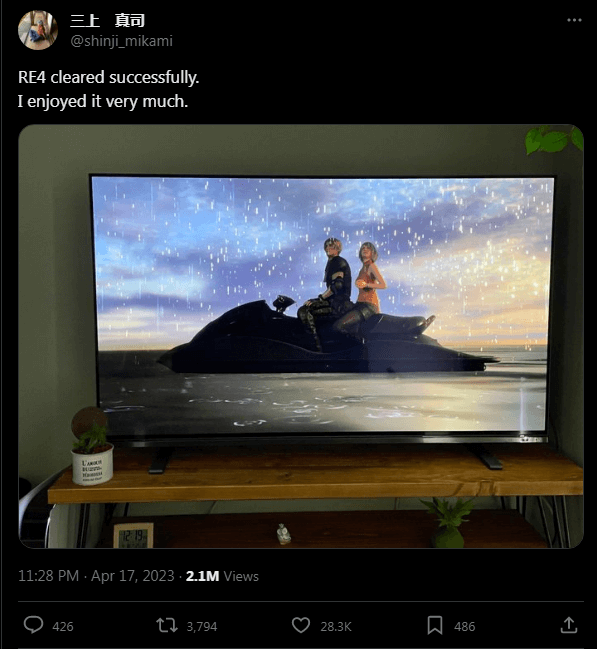 三上　真司
@shinji_mikami
RE4 cleared successfully.
I enjoyed it very much.
11:28 PM · Apr 17, 2023 · 2.1M Views
426 3,794 28.3K 486